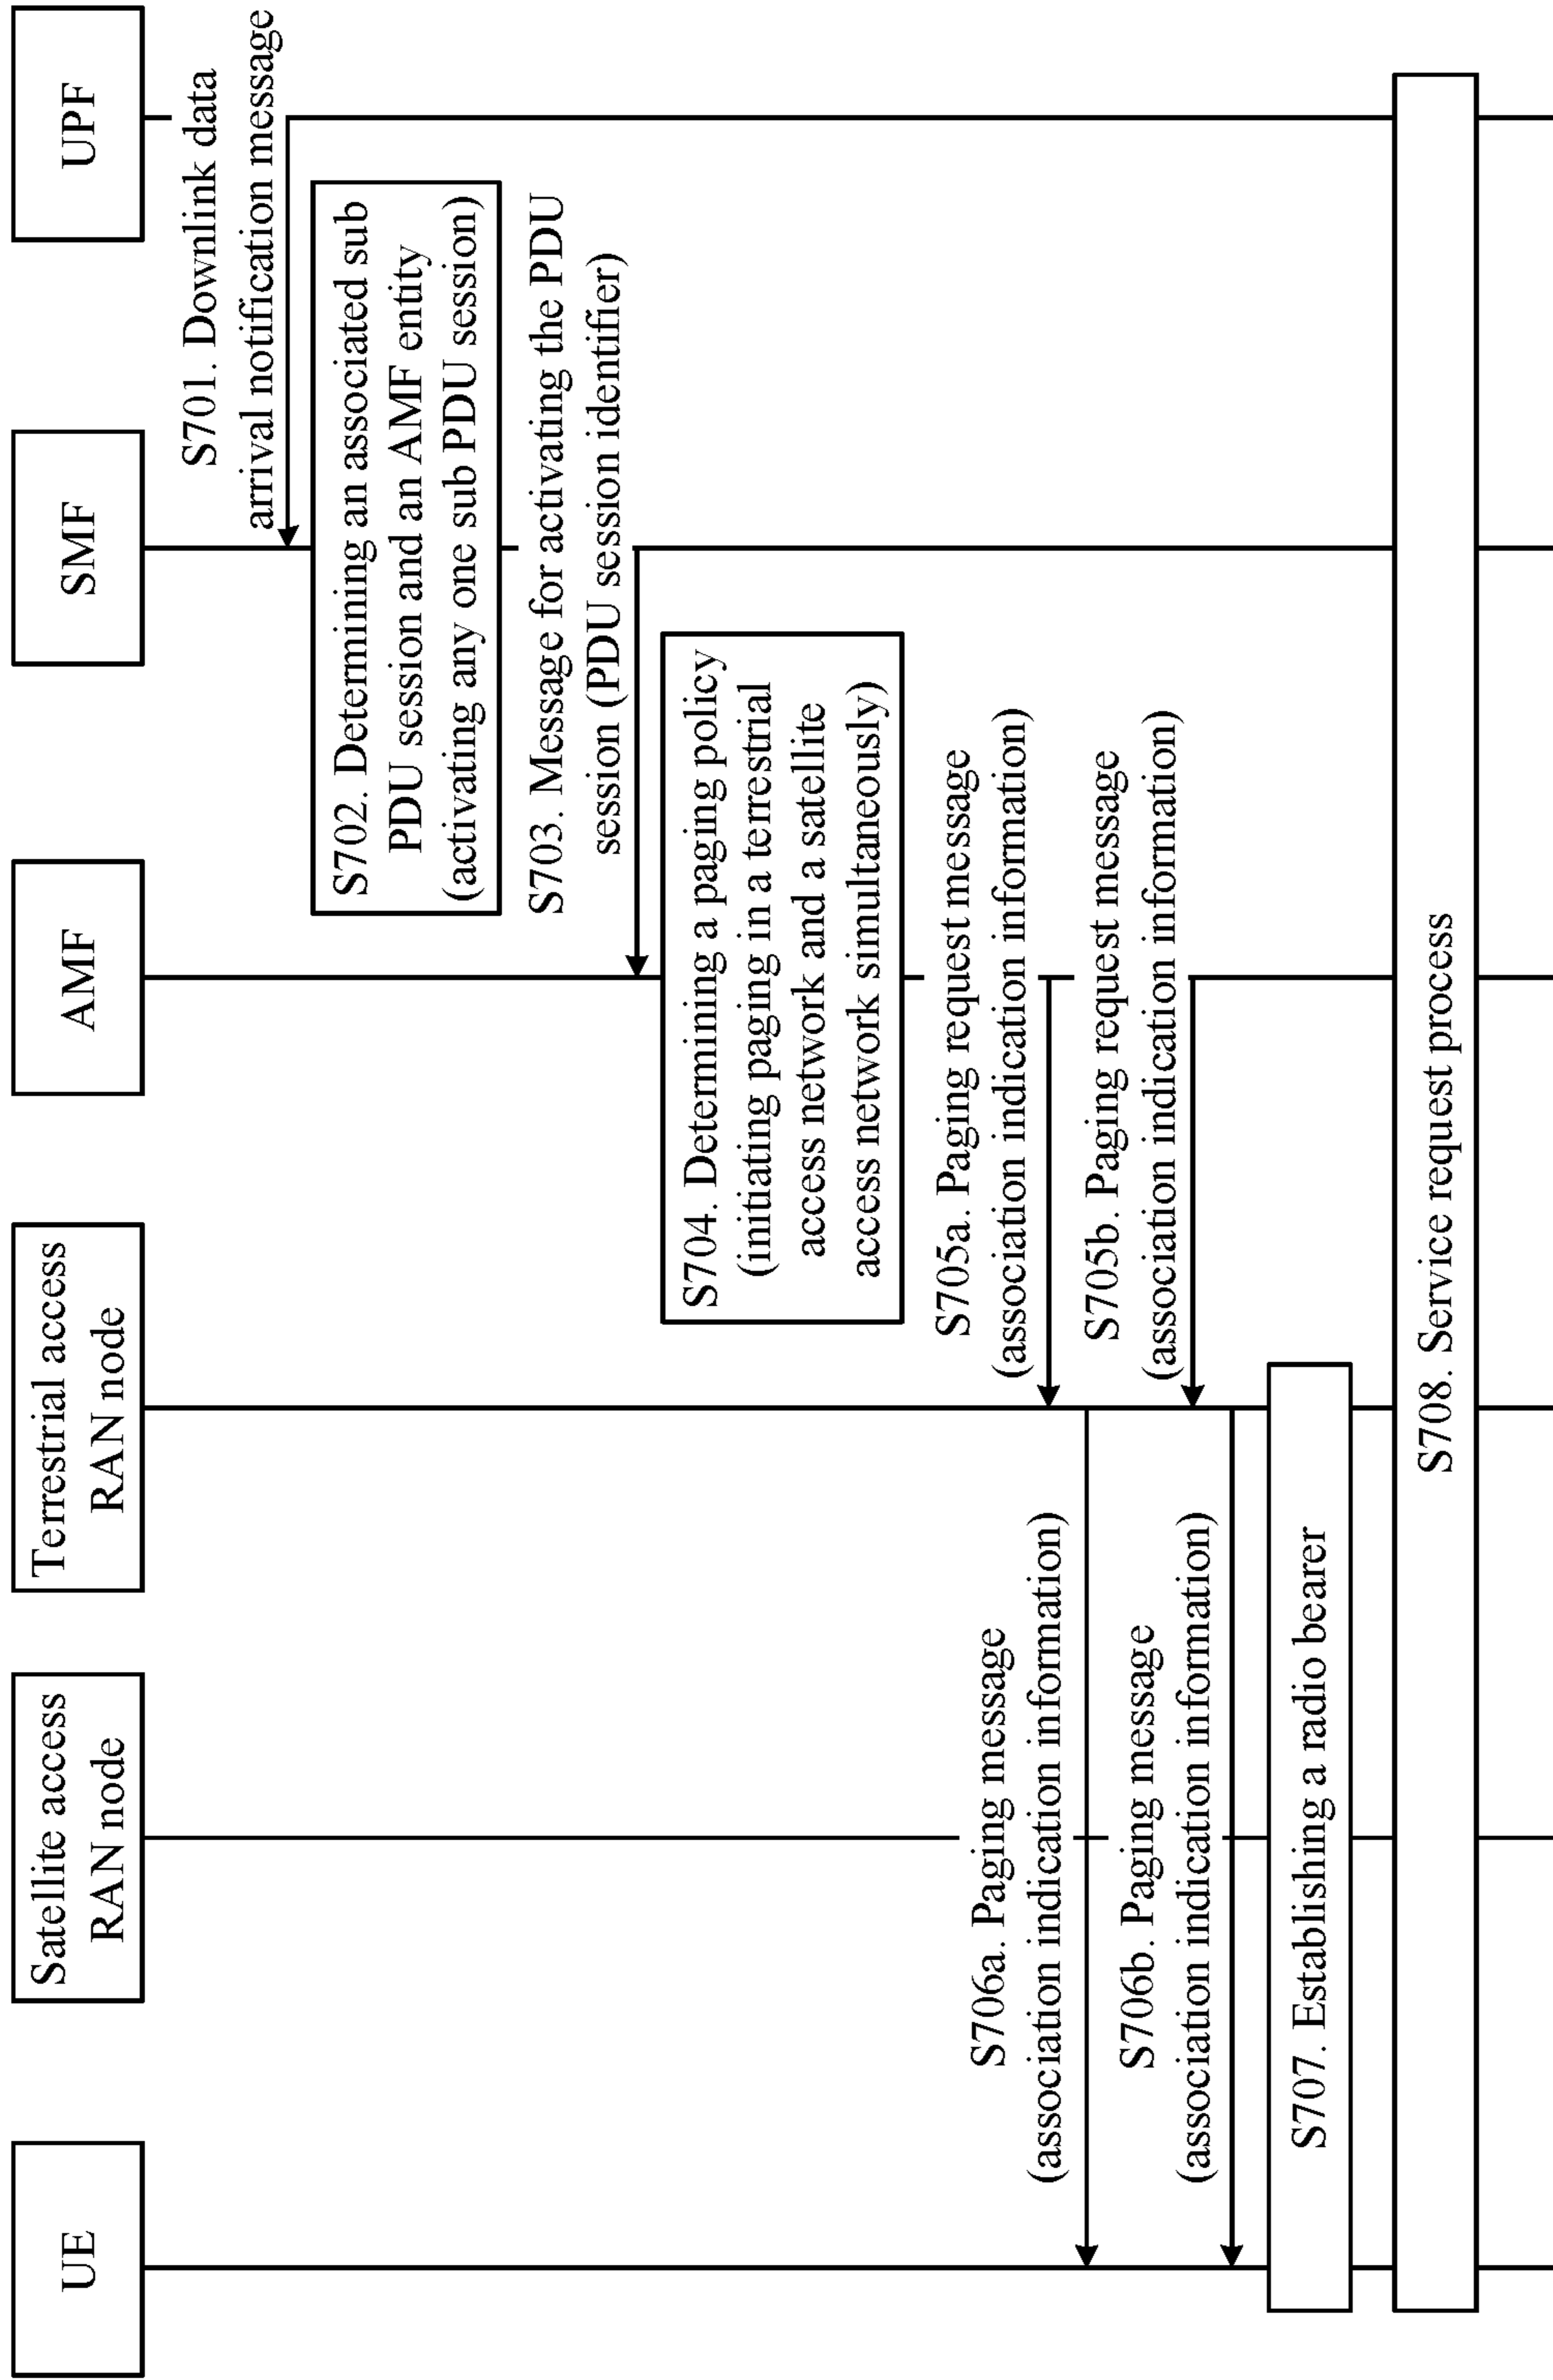 UE
Satellite access
RAN node
Terrestrial access
RAN node
AMF
SMF
UPF
S701. Downlink data
arrival notification message
S702. Determining an associated sub
PDU session and an AMF entity
(activating any one sub PDU session)
S703. Message for activating the PDU
session (PDU session identifier)
S704. Determining a paging policy
(initiating paging in a terrestrial
access network and a satellite
access network simultaneously)
S705a. Paging request message
(association indication information)
S706a. Paging message
(association indication information)
S705b. Paging request message
(association indication information)
S706b. Paging message
(association indication information)
S707. Establishing a radio bearer
S708. Service request process